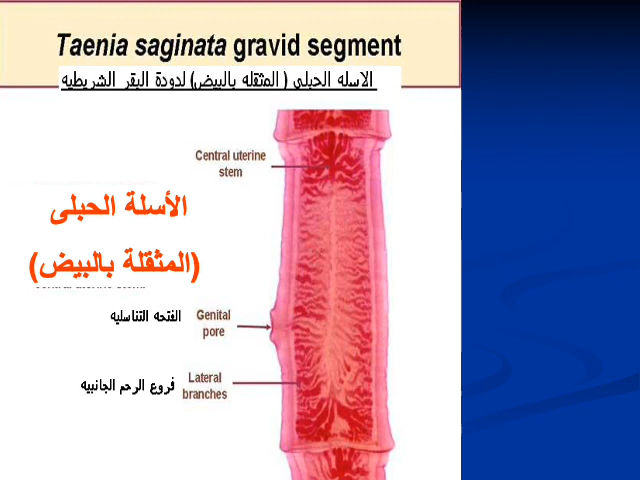 Taenia saginata gravid segment
الاسله الحبلي ( المثقله بالبيض) لدودة البقر الشريطيه
Central uterine
stem
الأسلة الحبلى
(المثقلة بالبيض)
الفتحه التناسليه
Genital
pore
فروع الرحم الجانبيه
Lateral
branches